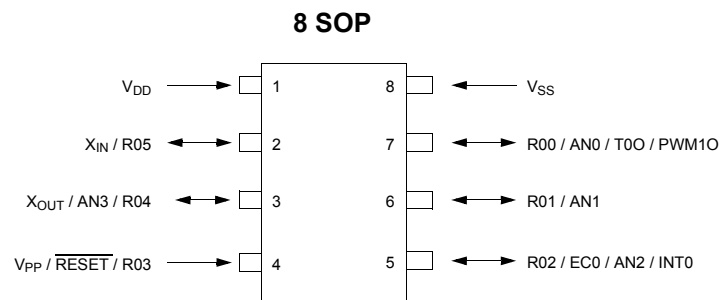 8 SOP
VDD 1 8 VSS
XIN / R05 2 7 R00 / AN0 / T0O / PWM1O
XOUT / AN3 / R04 3 6 R01 / AN1
VPP / RESET / R03 4 5 R02 / EC0 / AN2 / INT0